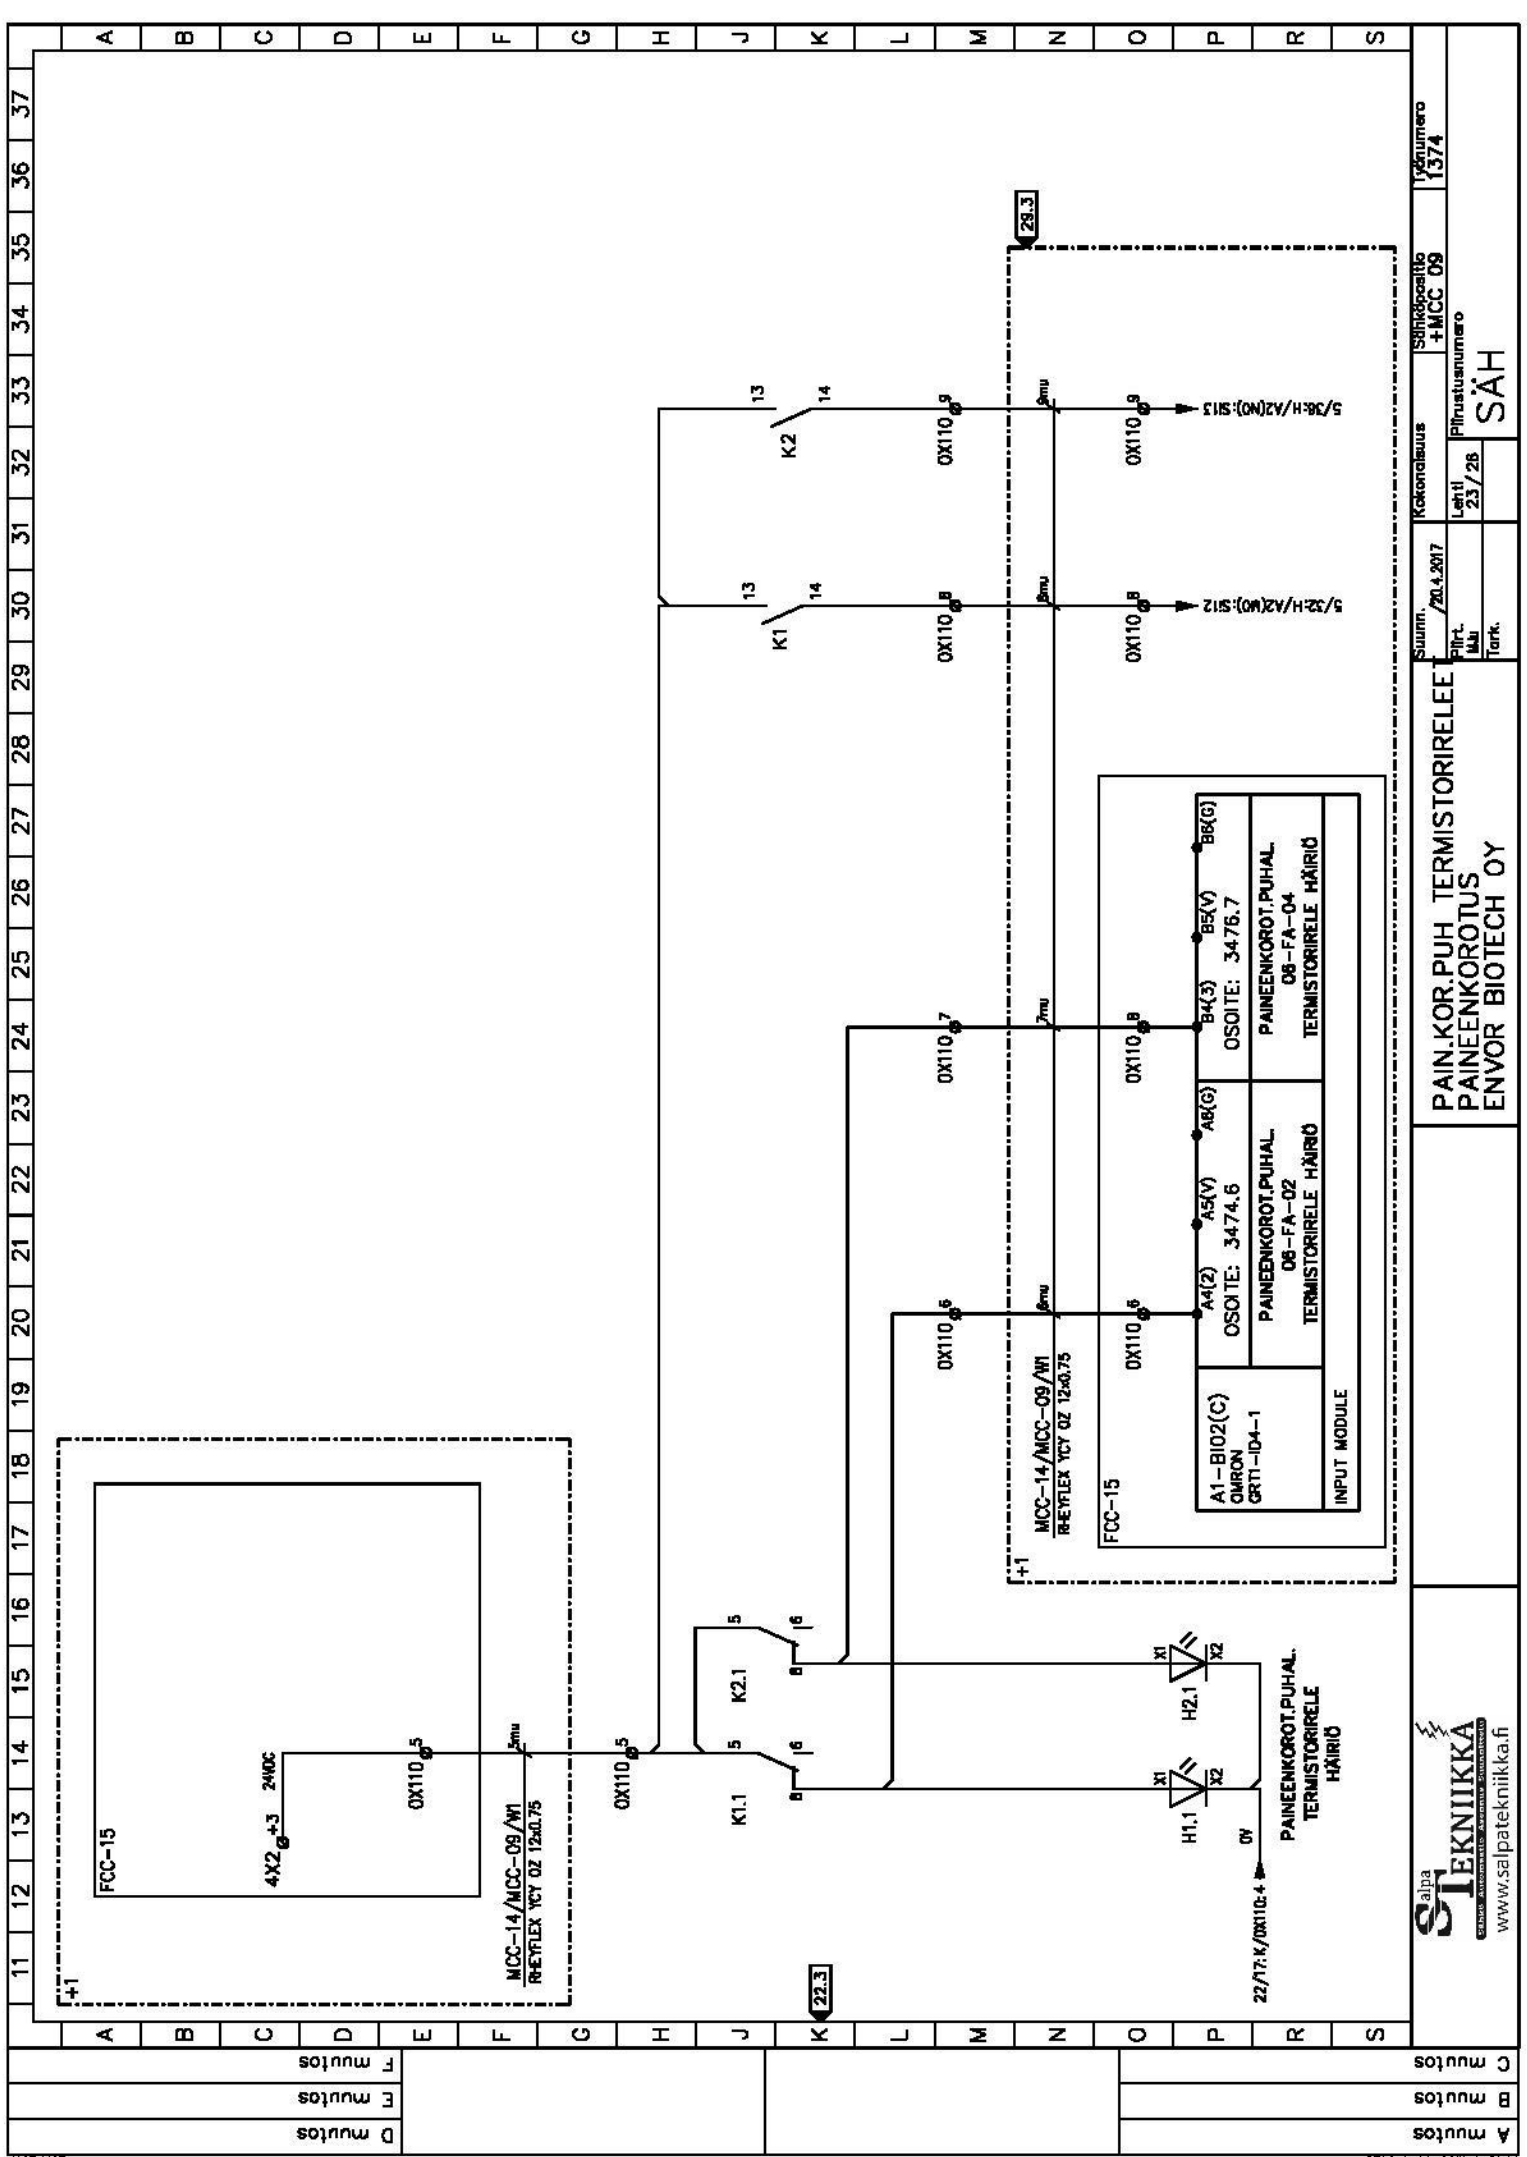 11 12 13 14 15 16 17 18 19 20 21 22 23 24 25 26 27 28 29 30 31 32 33 34 35 36 37
A A
B B
C C
D D
E E
F F
G G
H H
J J
K K
L L
M M
N N
O O
P P
R R
S S
+1
FCC-15
4X2 +3
24VDC
0X110 5
5mu
MCC-14/MCC-09/W1
RHEYFLEX YCY OZ 12x0.75
0X110 5
22.3
K1.1 5 6 8
K2.1 5 6 8
K1 13 14
K2 13 14
0X110 6
0X110 7
0X110 8
0X110 9
29.3
+1
MCC-14/MCC-09/W1
RHEYFLEX YCY OZ 12x0.75
6mu 7mu 8mu 9mu
FCC-15
0X110 6
0X110 8
0X110 8
0X110 9
5/32:H/A2(NO):SI12
5/38:H/A2(NO):SI13
A1-BI02(C)
OMRON
GRT1-ID4-1
INPUT MODULE
A4(2) A5(V) A6(G)
OSOITE: 3474.6
PAINEENKOROT.PUHAL.
06-FA-02
TERMISTORIRELE HÄIRIÖ
B4(3) B5(V) B6(G)
OSOITE: 3476.7
PAINEENKOROT.PUHAL.
06-FA-04
TERMISTORIRELE HÄIRIÖ
H1.1 X1 X2
H2.1 X1 X2
0V
22/17:K/0X110:4
PAINEENKOROT.PUHAL.
TERMISTORIRELE
HÄIRIÖ
Salpa
TEKNIIKKA
www.salpatekniikka.fi
PAIN.KOR.PUH TERMISTORIRELEET
PAINEENKOROTUS
ENVOR BIOTECH OY
Suunn.
/20.4.2017
Piirt.
MJu
Tark.
Kokonaisuus
Lehti
23/28
Sähköpositio
+MCC 09
Työnumero
1374
Piirustusnumero
SÄH
F muutos
E muutos
D muutos
C muutos
B muutos
A muutos